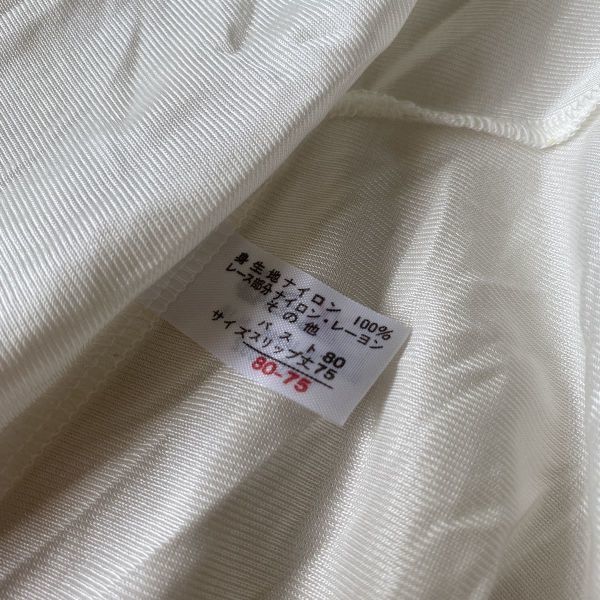 身生地ナイロン 100%
レース部分ナイロン・レーヨン
その他
バスト80
サイズスリップ丈75
80-75